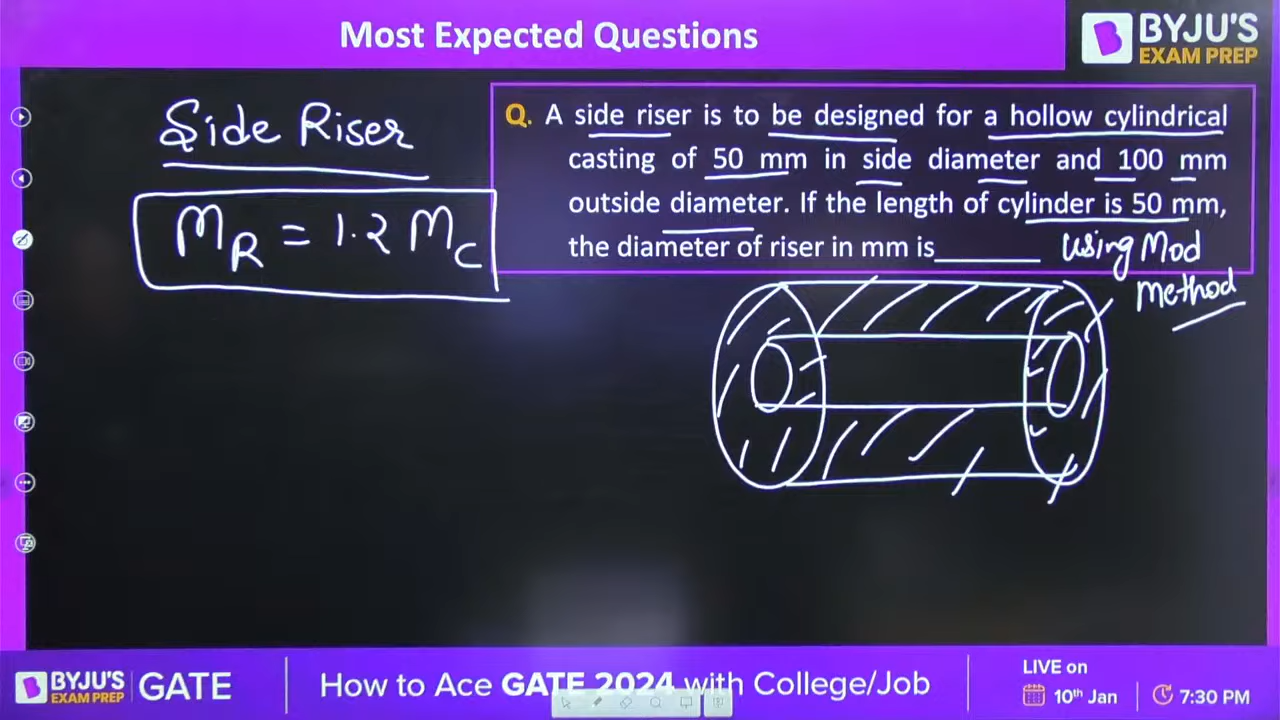 Most Expected Questions
BYJU'S
EXAM PREP
Side Riser
M_R = 1.2 M_C
Q. A side riser is to be designed for a hollow cylindrical
casting of 50 mm in side diameter and 100 mm
outside diameter. If the length of cylinder is 50 mm,
the diameter of riser in mm is________
Using Mod
Method
BYJU'S
EXAM PREP
GATE
How to Ace GATE 2024 with College/Job
LIVE on
10th Jan
7:30 PM